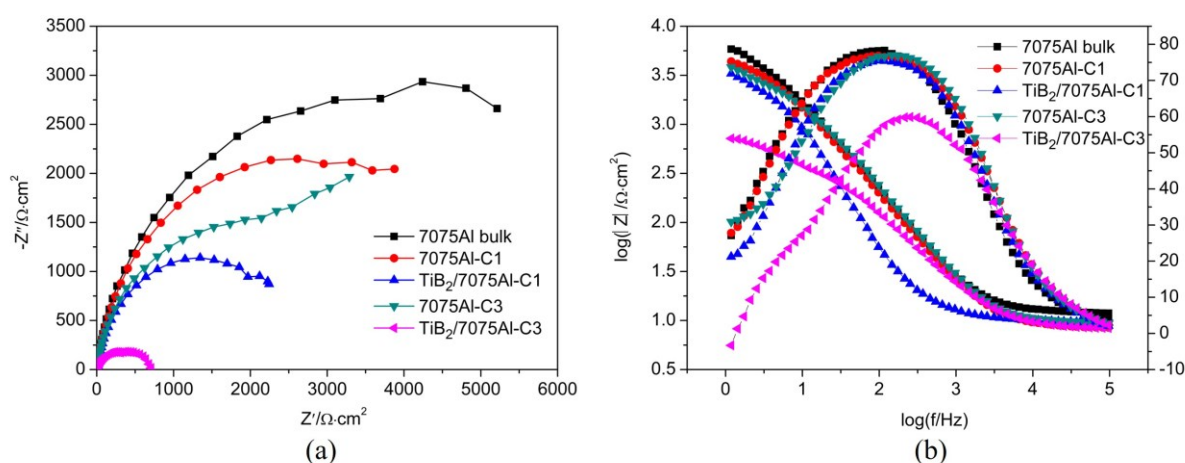 3500
3000
2500
2000
1500
1000
500
0
-Z″/Ω·cm²
7075Al bulk
7075Al-C1
TiB₂/7075Al-C1
7075Al-C3
TiB₂/7075Al-C3
0 1000 2000 3000 4000 5000 6000
Z′/Ω·cm²
(a)
4.0
3.5
3.0
2.5
2.0
1.5
1.0
0.5
log(|Z|/Ω·cm²)
7075Al bulk
7075Al-C1
TiB₂/7075Al-C1
7075Al-C3
TiB₂/7075Al-C3
80
70
60
50
40
30
20
10
0
-10
0 1 2 3 4 5
log(f/Hz)
(b)